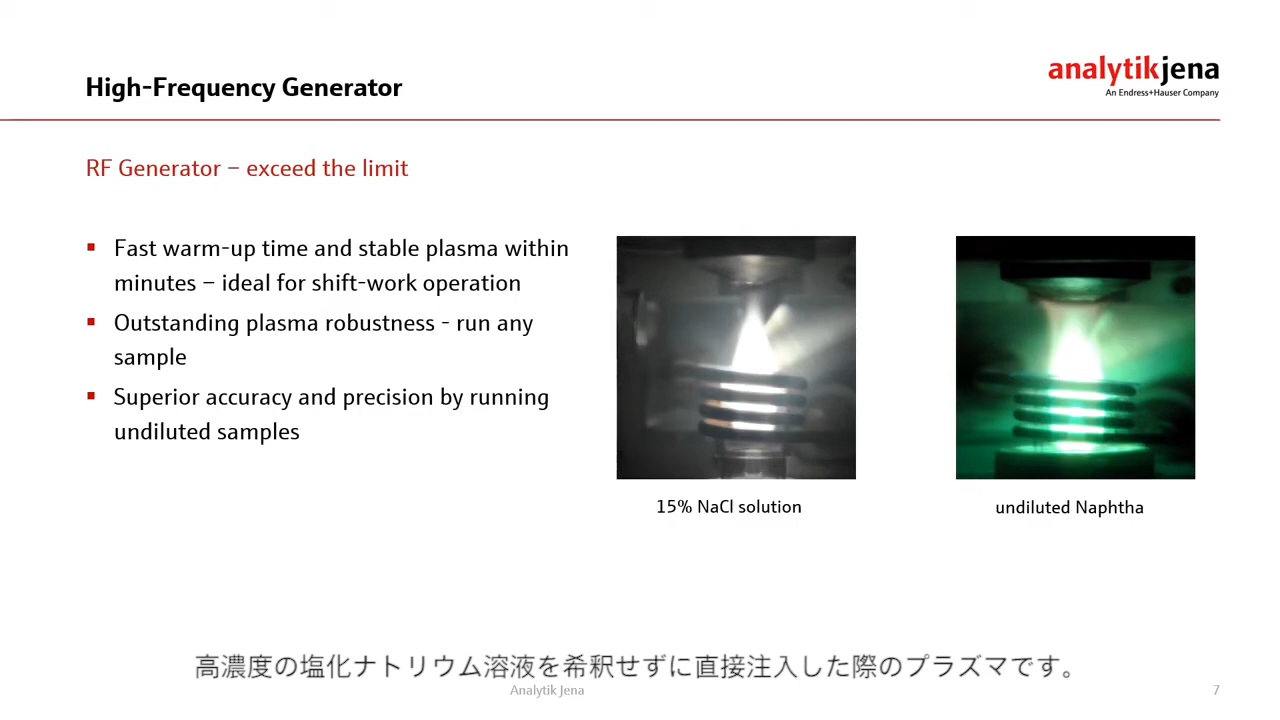 High-Frequency Generator
analytikjena
An Endress+Hauser Company
RF Generator – exceed the limit
▪ Fast warm-up time and stable plasma within
minutes – ideal for shift-work operation
▪ Outstanding plasma robustness - run any
sample
▪ Superior accuracy and precision by running
undiluted samples
15% NaCl solution
undiluted Naphtha
高濃度の塩化ナトリウム溶液を希釈せずに直接注入した際のプラズマです。
Analytik Jena
7